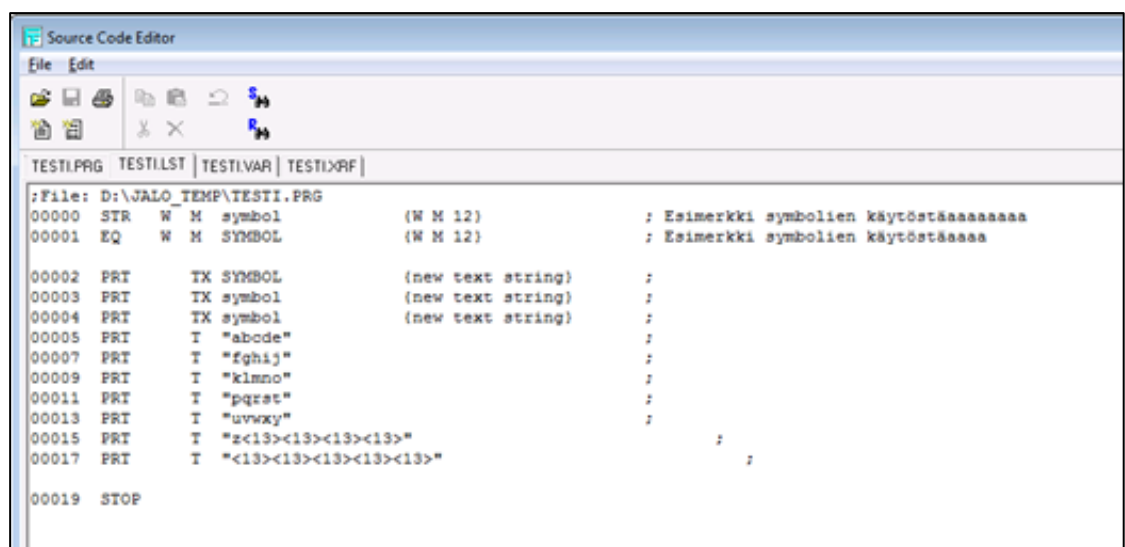 Source Code Editor
File Edit
S
R
TESTI.PRG TESTI.LST TESTI.VAR TESTI.XRF
;File: D:\JALO_TEMP\TESTI.PRG
00000 STR W M symbol {W M 12} ; Esimerkki symbolien käytöstäaaaaaaaa
00001 EQ W M SYMBOL {W M 12} ; Esimerkki symbolien käytöstäaaaa
00002 PRT TX SYMBOL {new text string} ;
00003 PRT TX symbol {new text string} ;
00004 PRT TX symbol {new text string} ;
00005 PRT T "abcde" ;
00007 PRT T "fghij" ;
00009 PRT T "klmno" ;
00011 PRT T "pqrst" ;
00013 PRT T "uvwxy" ;
00015 PRT T "z<13><13><13><13>" ;
00017 PRT T "<13><13><13><13><13>" ;
00019 STOP